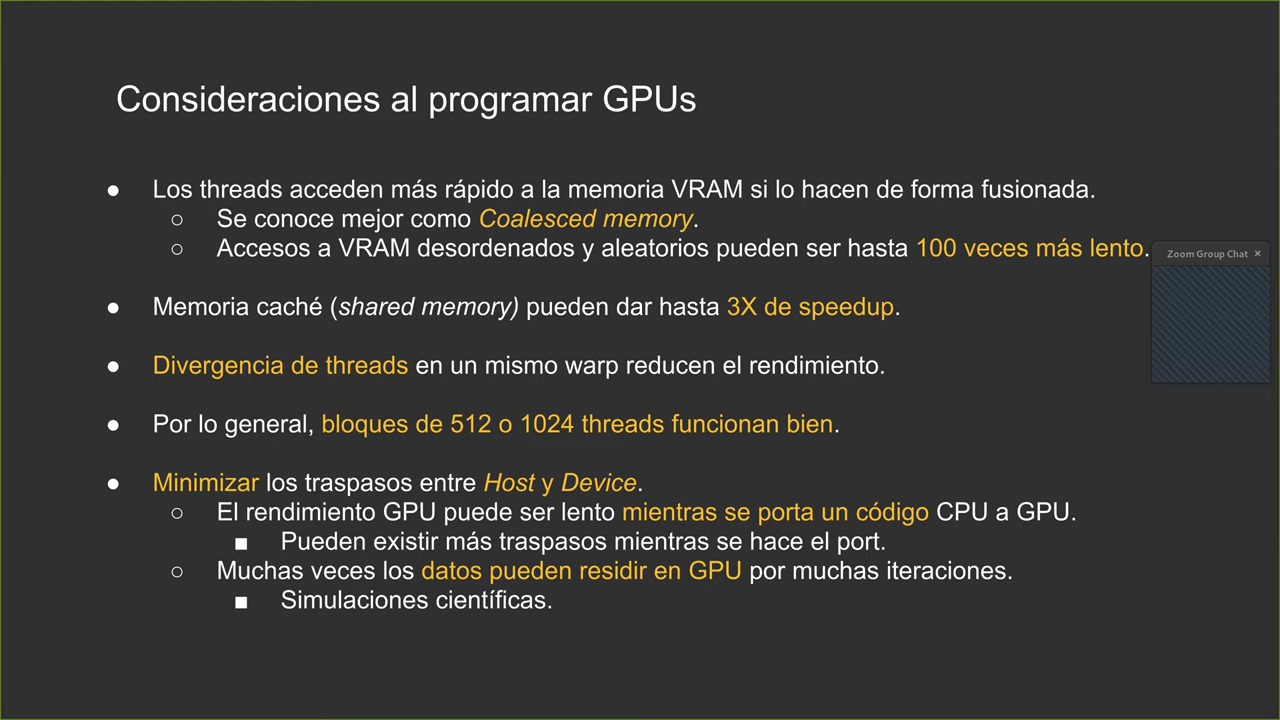 Consideraciones al programar GPUs
● Los threads acceden más rápido a la memoria VRAM si lo hacen de forma fusionada.
○ Se conoce mejor como Coalesced memory.
○ Accesos a VRAM desordenados y aleatorios pueden ser hasta 100 veces más lento.
Zoom Group Chat ×
● Memoria caché (shared memory) pueden dar hasta 3X de speedup.
● Divergencia de threads en un mismo warp reducen el rendimiento.
● Por lo general, bloques de 512 o 1024 threads funcionan bien.
● Minimizar los traspasos entre Host y Device.
○ El rendimiento GPU puede ser lento mientras se porta un código CPU a GPU.
■ Pueden existir más traspasos mientras se hace el port.
○ Muchas veces los datos pueden residir en GPU por muchas iteraciones.
■ Simulaciones científicas.